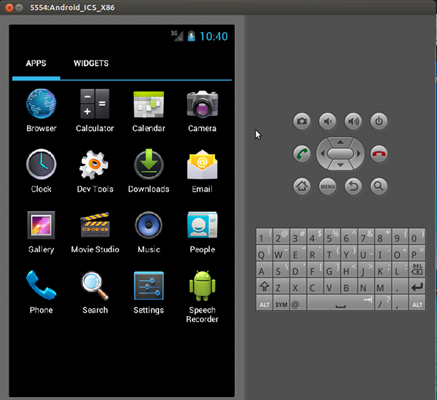 5554:Android_ICS_X86
3G 10:40
APPS WIDGETS
Browser Calculator Calendar Camera
Clock Dev Tools Downloads Email
Gallery Movie Studio Music People
Phone Search Settings Speech Recorder
MENU
1 2 3 4 5 6 7 8 9 0
Q W E R T Y U I O P
A S D F G H J K L DEL
Z X C V B N M .
ALT SYM @ / , ALT